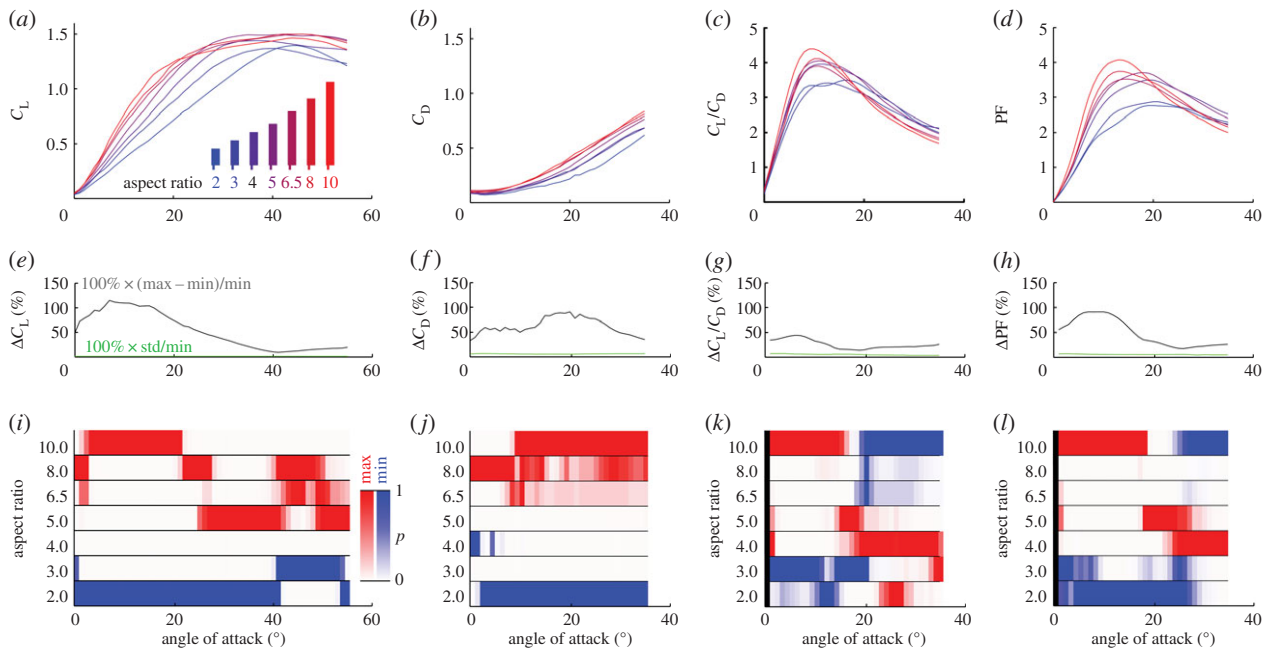 (a) (b) (c) (d)
1.5 1.5 5 5
4 4
1.0 1.0 3 3
C_L C_D C_L/C_D PF
2 2
0.5 0.5
1 1
aspect ratio 2 3 4 5 6.5 8 10
0 20 40 60 0 20 40 0 20 40 0 20 40
(e) (f) (g) (h)
150 100% × (max – min)/min 150 150 150
100 100 100 100
50 50 50 50
ΔC_L (%) ΔC_D (%) ΔC_L/C_D (%) ΔPF (%)
100% × std/min
0 20 40 60 0 20 40 0 20 40 0 20 40
(i) (j) (k) (l)
10.0 10.0 10.0 10.0
8.0 max min 8.0 8.0 8.0
6.5 1 6.5 6.5 6.5
aspect ratio aspect ratio aspect ratio aspect ratio
5.0 p 5.0 5.0 5.0
4.0 0 4.0 4.0 4.0
3.0 3.0 3.0 3.0
2.0 2.0 2.0 2.0
0 20 40 60 0 20 40 0 20 40 0 20 40
angle of attack (°) angle of attack (°) angle of attack (°) angle of attack (°)